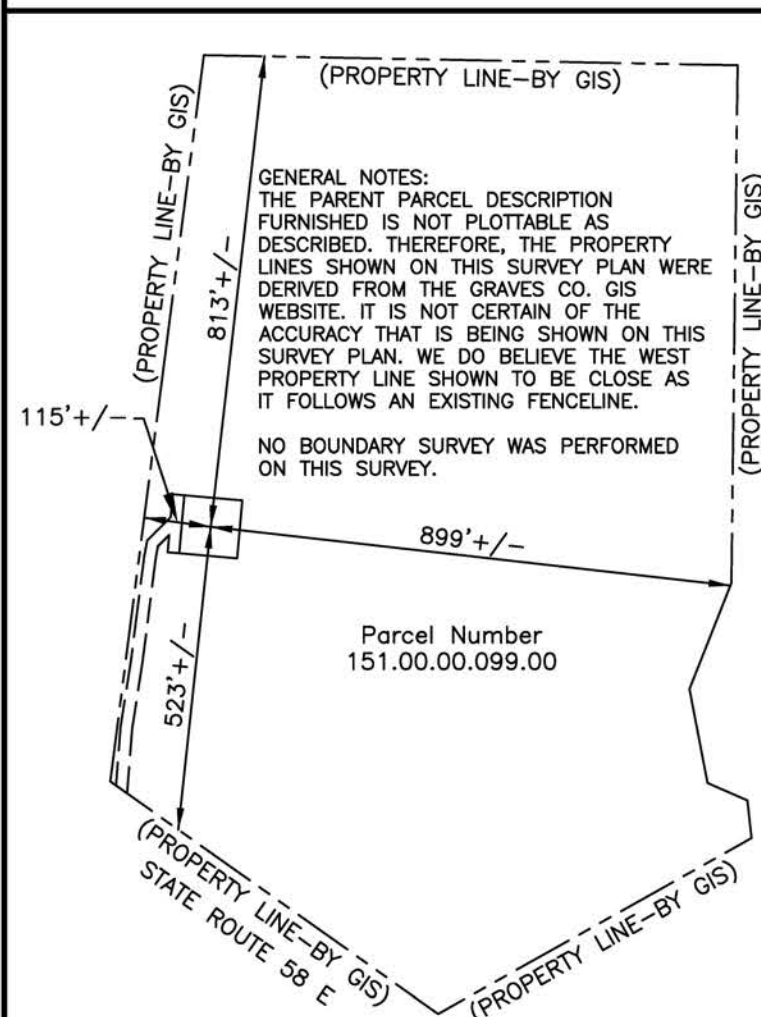 (PROPERTY LINE-BY GIS)
(PROPERTY LINE-BY GIS)
813'+/-
GENERAL NOTES:
THE PARENT PARCEL DESCRIPTION
FURNISHED IS NOT PLOTTABLE AS
DESCRIBED. THEREFORE, THE PROPERTY
LINES SHOWN ON THIS SURVEY PLAN WERE
DERIVED FROM THE GRAVES CO. GIS
WEBSITE. IT IS NOT CERTAIN OF THE
ACCURACY THAT IS BEING SHOWN ON THIS
SURVEY PLAN. WE DO BELIEVE THE WEST
PROPERTY LINE SHOWN TO BE CLOSE AS
IT FOLLOWS AN EXISTING FENCELINE.
NO BOUNDARY SURVEY WAS PERFORMED
ON THIS SURVEY.
(PROPERTY LINE-BY GIS)
115'+/-
899'+/-
Parcel Number
151.00.00.099.00
523'+/-
(PROPERTY LINE-BY GIS)
STATE ROUTE 58 E
(PROPERTY LINE-BY GIS)